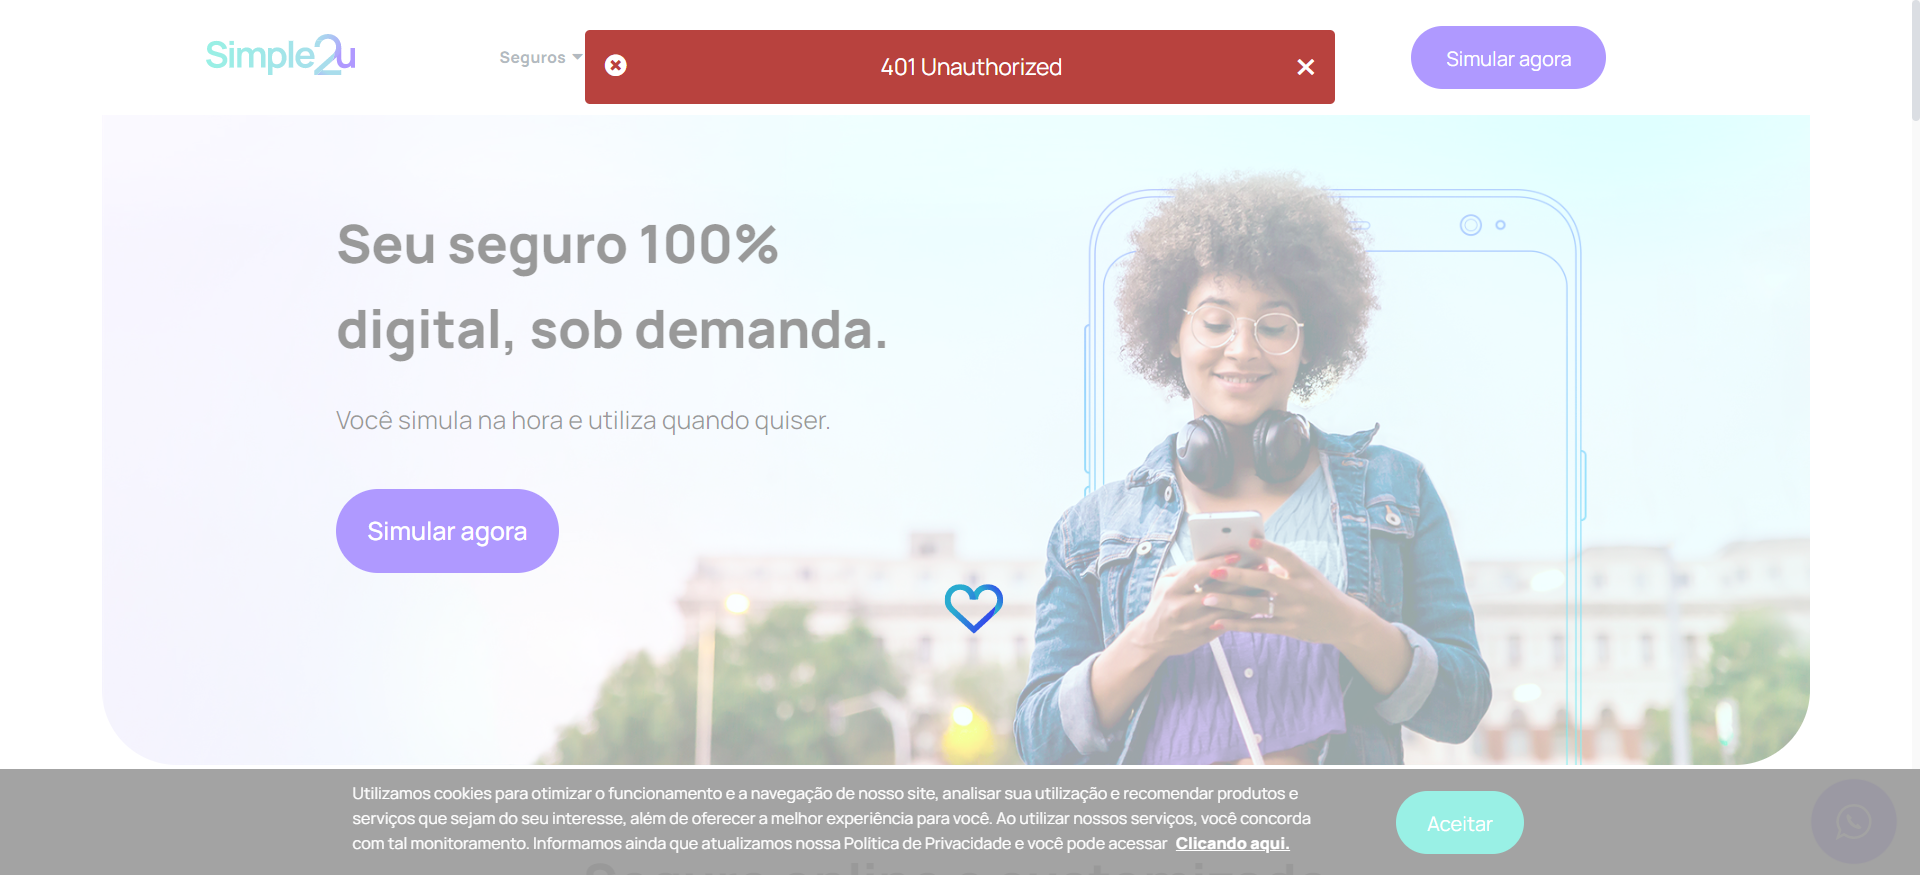 Simple2u
Seguros
401 Unauthorized
Simular agora
Seu seguro 100%
digital, sob demanda.
Você simula na hora e utiliza quando quiser.
Simular agora
Utilizamos cookies para otimizar o funcionamento e a navegação de nosso site, analisar sua utilização e recomendar produtos e
serviços que sejam do seu interesse, além de oferecer a melhor experiência para você. Ao utilizar nossos serviços, você concorda
com tal monitoramento. Informamos ainda que atualizamos nossa Política de Privacidade e você pode acessar Clicando aqui.
Aceitar
Seguro online e customizado